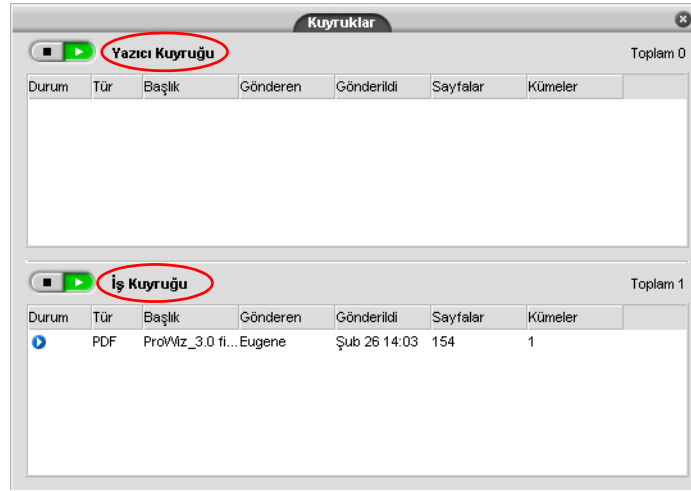 Kuyruklar
Yazıcı Kuyruğu Toplam 0
Durum Tür Başlık Gönderen Gönderildi Sayfalar Kümeler
İş Kuyruğu Toplam 1
Durum Tür Başlık Gönderen Gönderildi Sayfalar Kümeler
PDF ProWiz_3.0 fi... Eugene Şub 26 14:03 154 1